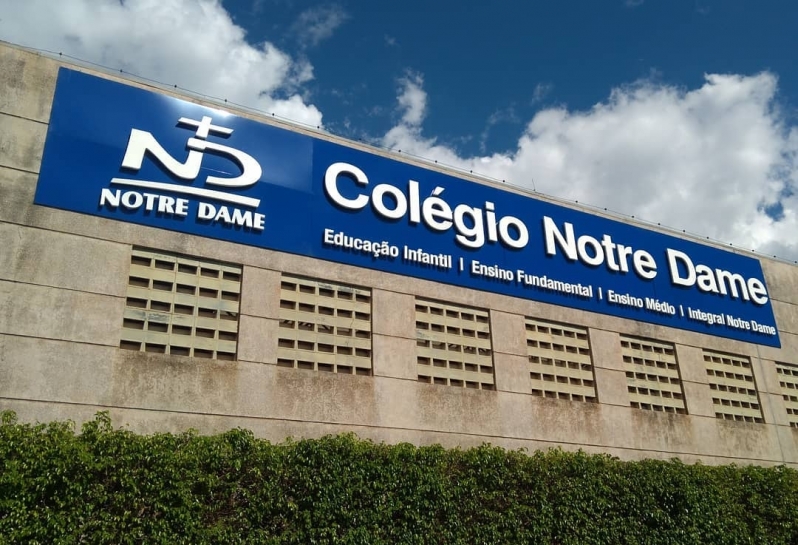 ND
NOTRE DAME
Colégio Notre Dame
Educação Infantil | Ensino Fundamental | Ensino Médio | Integral Notre Dame